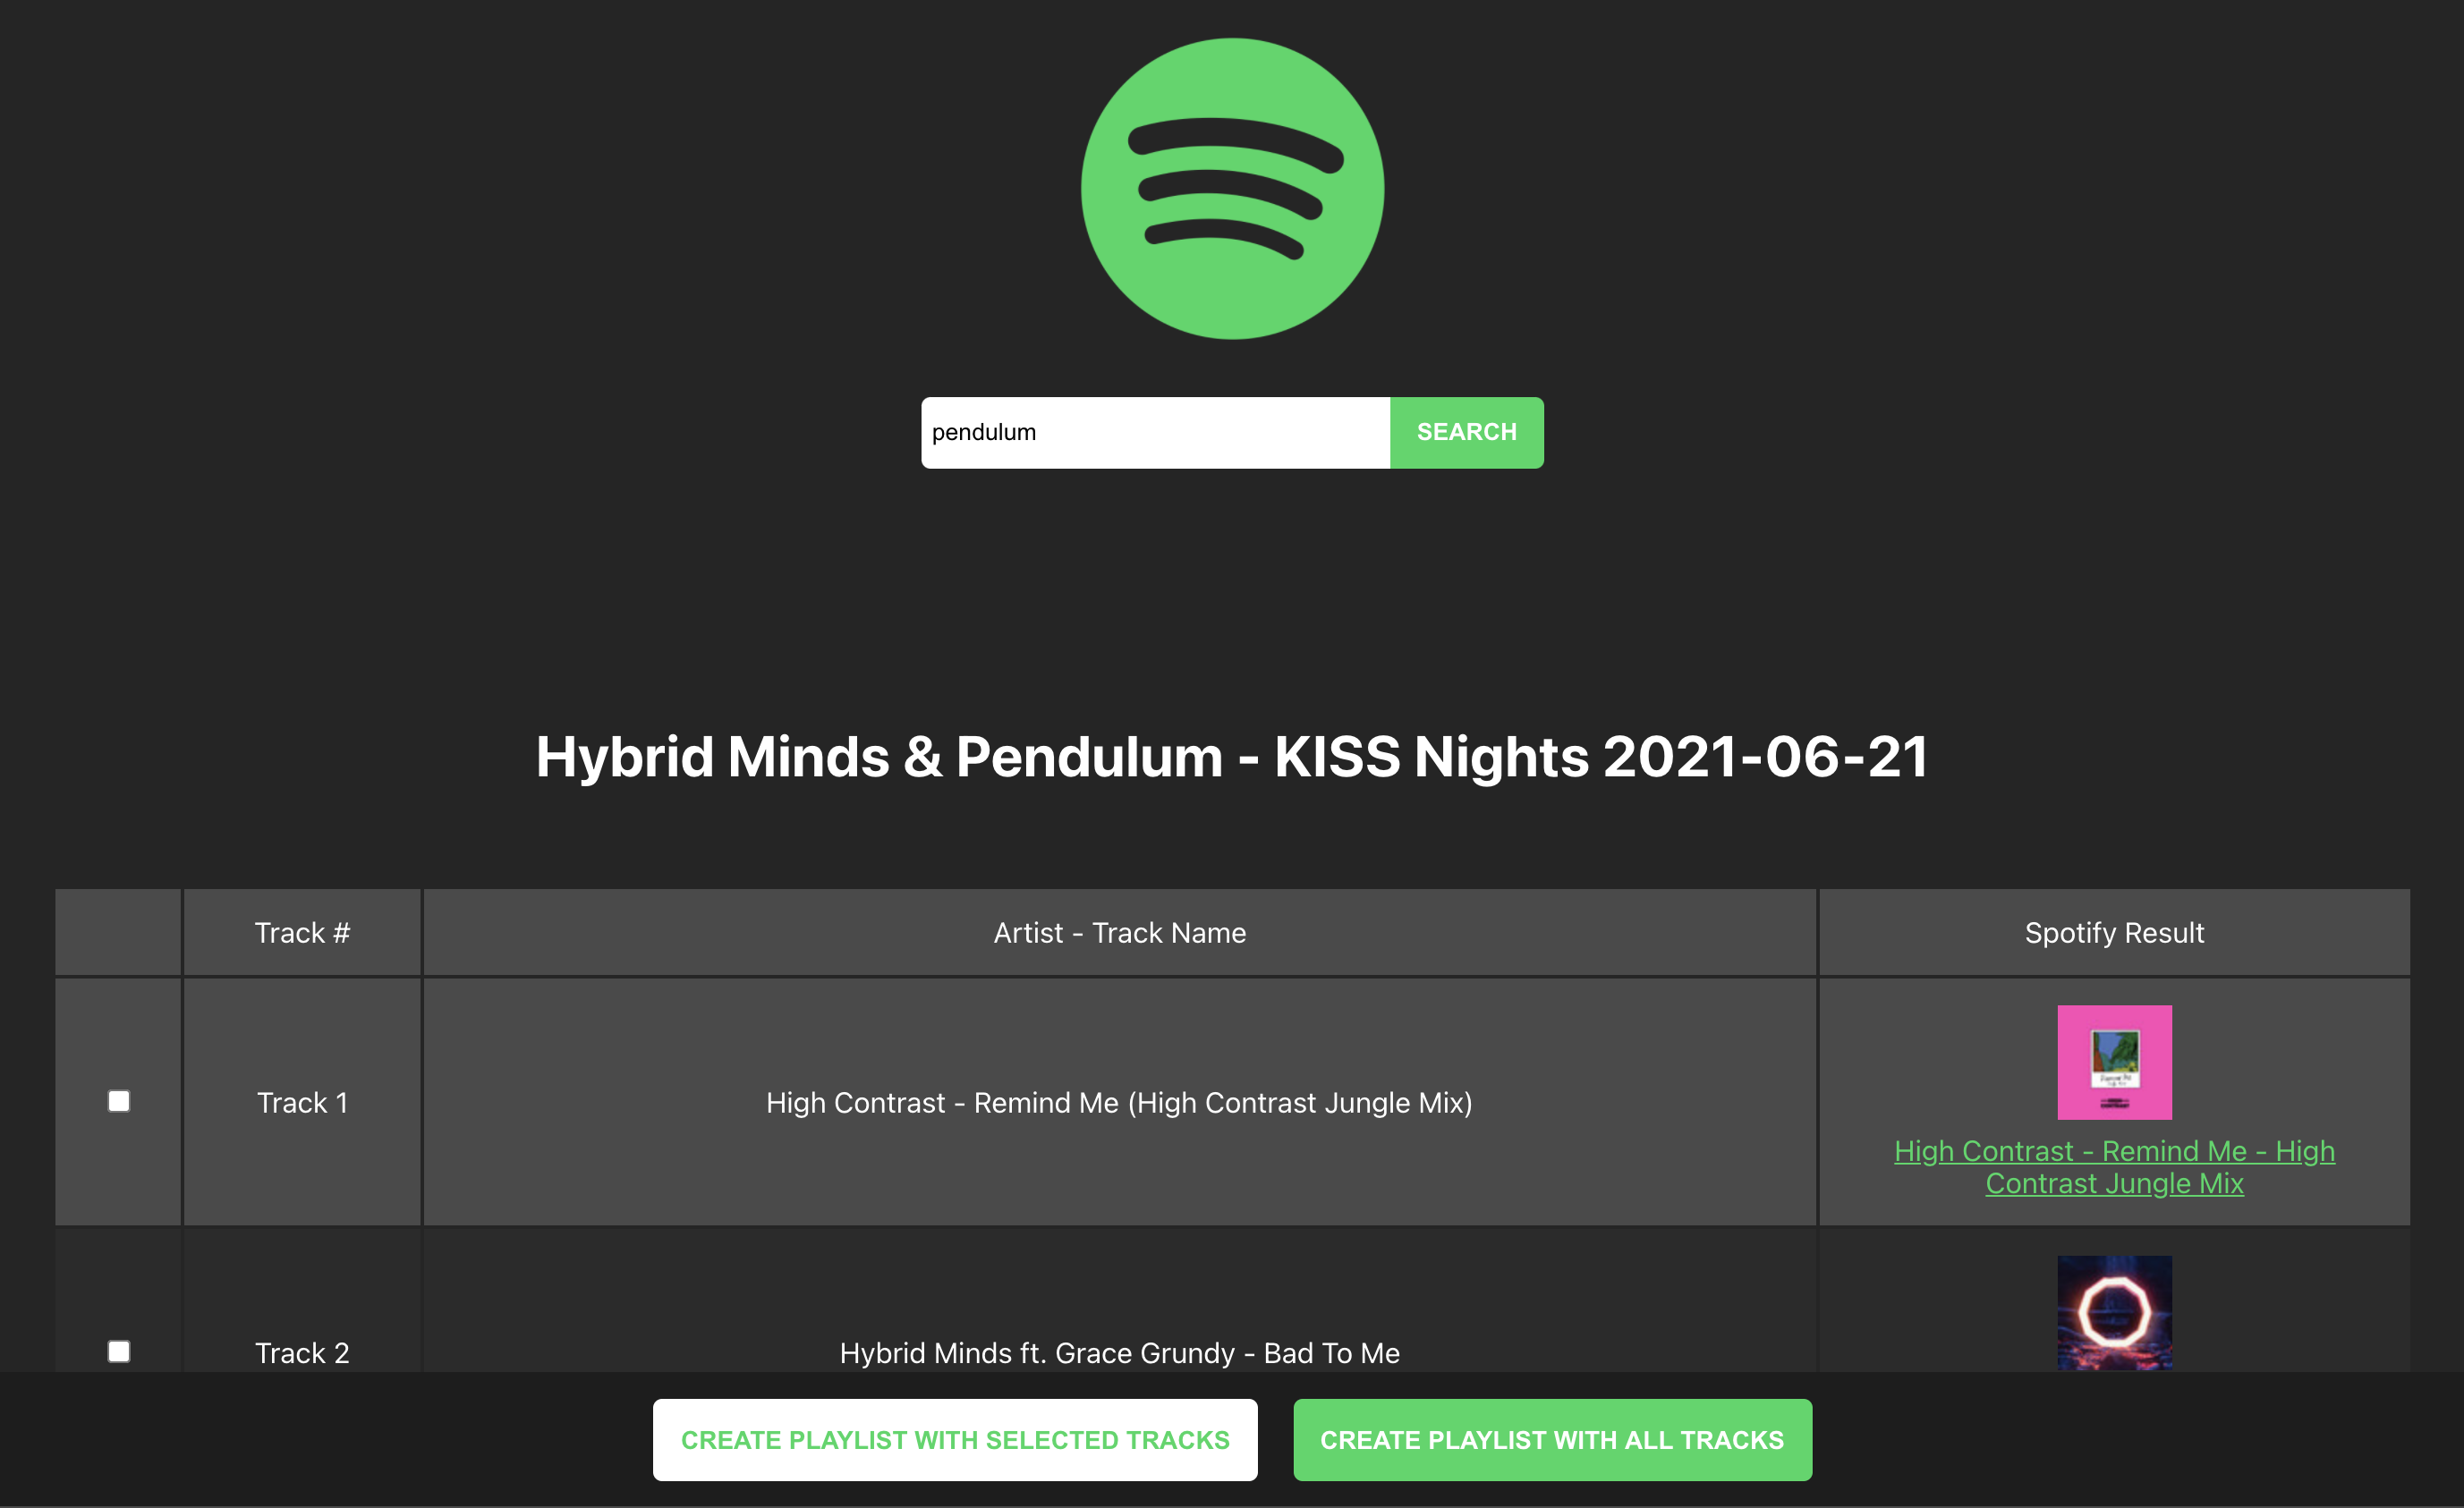 pendulum
SEARCH
Hybrid Minds & Pendulum - KISS Nights 2021-06-21
Track #
Artist - Track Name
Spotify Result
Track 1
High Contrast - Remind Me (High Contrast Jungle Mix)
High Contrast - Remind Me - High
Contrast Jungle Mix
Track 2
Hybrid Minds ft. Grace Grundy - Bad To Me
CREATE PLAYLIST WITH SELECTED TRACKS
CREATE PLAYLIST WITH ALL TRACKS